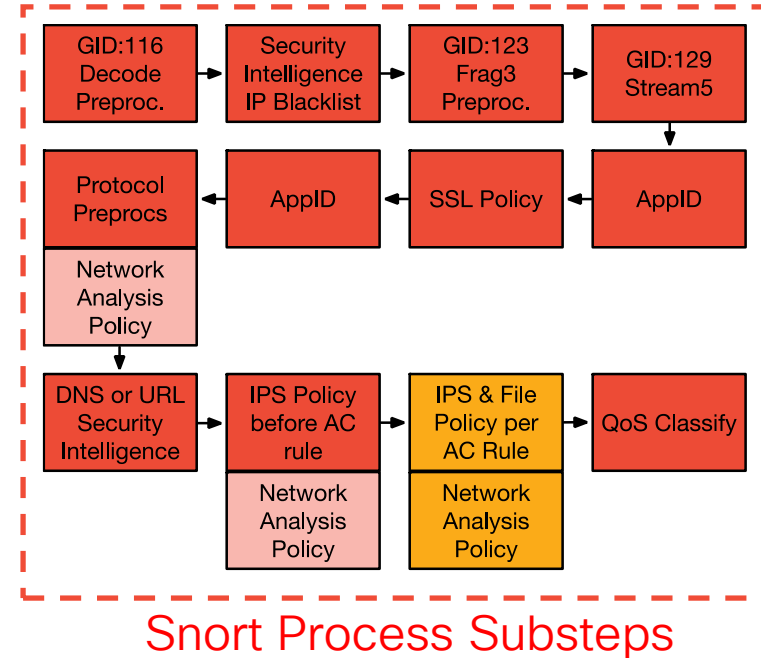 GID:116
Decode
Preproc.
Security
Intelligence
IP Blacklist
GID:123
Frag3
Preproc.
GID:129
Stream5
Protocol
Preprocs
AppID
SSL Policy
AppID
Network
Analysis
Policy
DNS or URL
Security
Intelligence
IPS Policy
before AC
rule
IPS & File
Policy per
AC Rule
QoS Classify
Network
Analysis
Policy
Network
Analysis
Policy
Snort Process Substeps